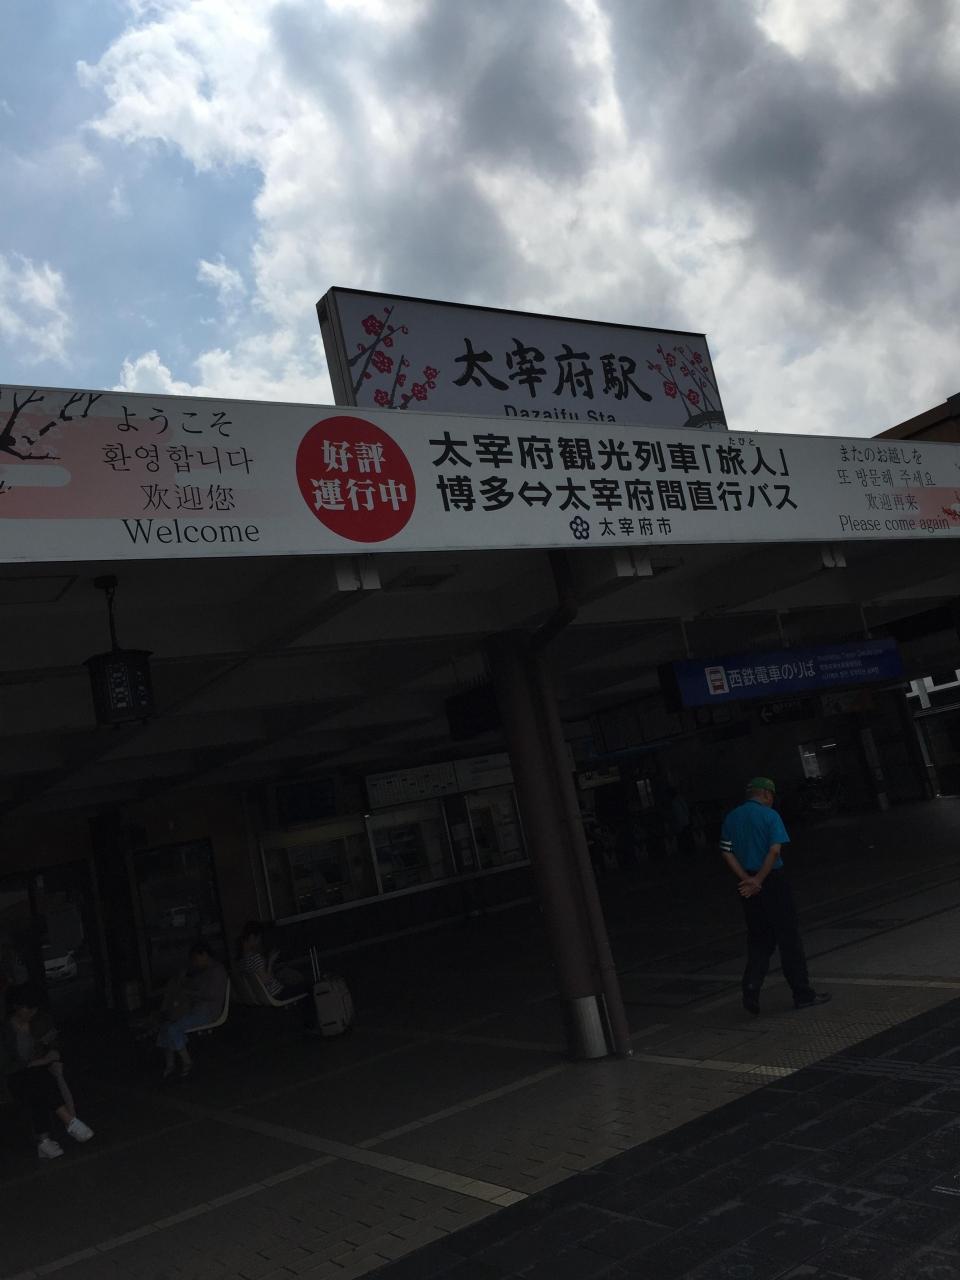 太宰府駅
Dazaifu Sta
ようこそ
환영합니다
欢迎您
Welcome
好評
運行中
たびと
太宰府観光列車「旅人」
博多⇔太宰府間直行バス
太宰府市
またのお越しを
또 방문해 주세요
欢迎再来
Please come again
西鉄電車のりば